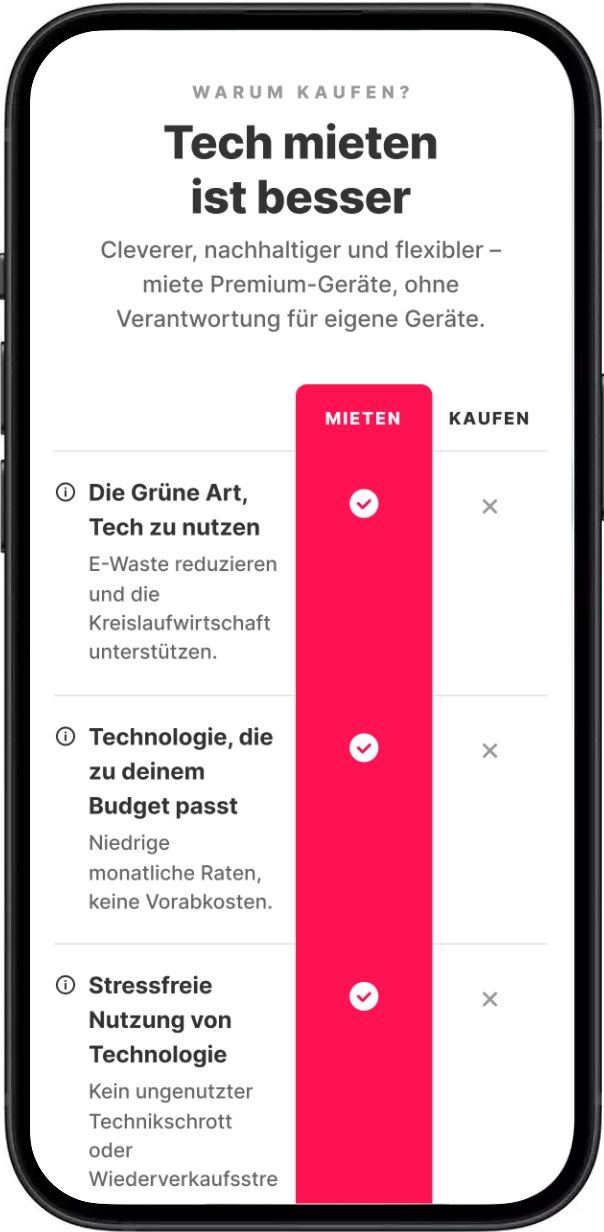 WARUM KAUFEN?
Tech mieten
ist besser
Cleverer, nachhaltiger und flexibler –
miete Premium-Geräte, ohne
Verantwortung für eigene Geräte.
MIETEN KAUFEN
Die Grüne Art,
Tech zu nutzen
E-Waste reduzieren
und die
Kreislaufwirtschaft
unterstützen.
Technologie, die
zu deinem
Budget passt
Niedrige
monatliche Raten,
keine Vorabkosten.
Stressfreie
Nutzung von
Technologie
Kein ungenutzter
Technikschrott
oder
Wiederverkaufsstre